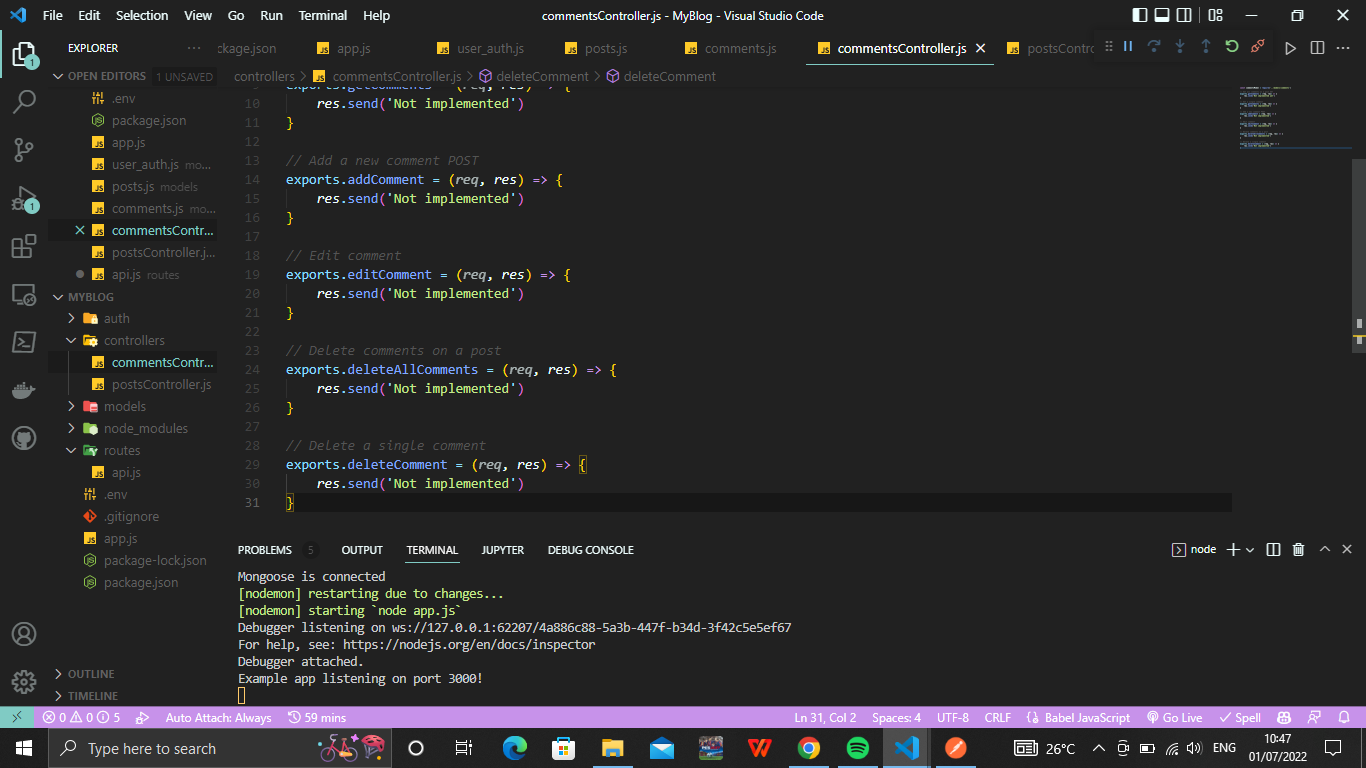 File Edit Selection View Go Run Terminal Help
commentsController.js - MyBlog - Visual Studio Code
EXPLORER
ckage.json app.js user_auth.js posts.js comments.js commentsController.js postsContro
OPEN EDITORS 1 UNSAVED
controllers > commentsController.js > deleteComment > deleteComment
.env
package.json
app.js
user_auth.js mo...
posts.js models
comments.js mo...
commentsContr...
postsController.j...
api.js routes
MYBLOG
auth
controllers
commentsContr...
postsController.js
models
node_modules
routes
api.js
.env
.gitignore
app.js
package-lock.json
package.json
OUTLINE
TIMELINE
9 exports.getComments = (req, res) => {
10 res.send('Not implemented')
11 }
12
13 // Add a new comment POST
14 exports.addComment = (req, res) => {
15 res.send('Not implemented')
16 }
17
18 // Edit comment
19 exports.editComment = (req, res) => {
20 res.send('Not implemented')
21 }
22
23 // Delete comments on a post
24 exports.deleteAllComments = (req, res) => {
25 res.send('Not implemented')
26 }
27
28 // Delete a single comment
29 exports.deleteComment = (req, res) => {
30 res.send('Not implemented')
31 }
PROBLEMS 5 OUTPUT TERMINAL JUPYTER DEBUG CONSOLE
node
Mongoose is connected
[nodemon] restarting due to changes...
[nodemon] starting `node app.js`
Debugger listening on ws://127.0.0.1:62207/4a886c88-5a3b-447f-b34d-3f42c5e5ef67
For help, see: https://nodejs.org/en/docs/inspector
Debugger attached.
Example app listening on port 3000!
0 0 5 Auto Attach: Always 59 mins
Ln 31, Col 2 Spaces: 4 UTF-8 CRLF Babel JavaScript Go Live Spell
Type here to search
26°C ENG
10:47
01/07/2022